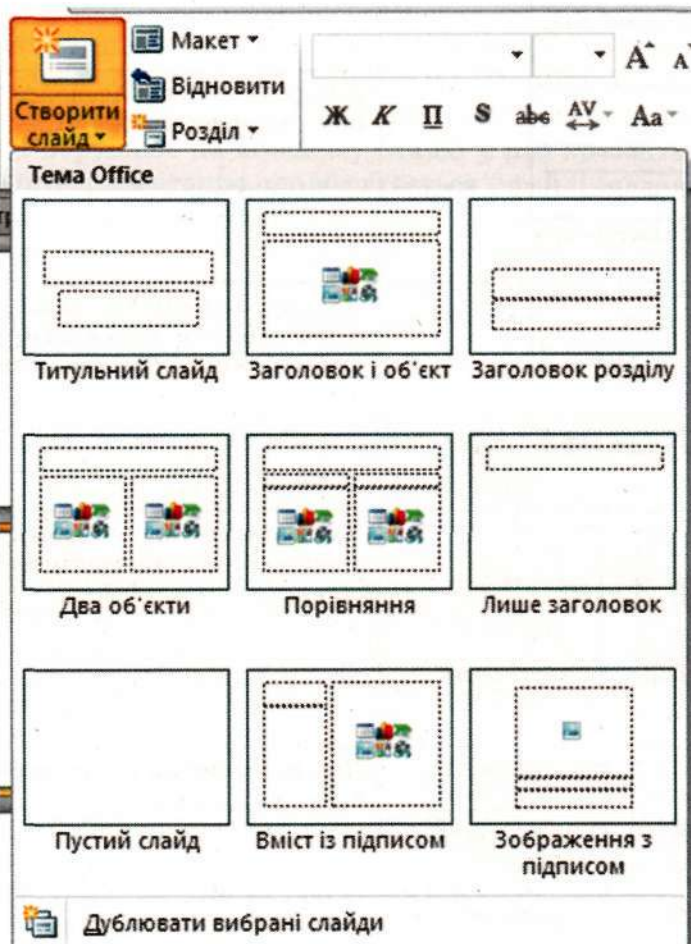 Створити
слайд
Макет
Відновити
Розділ
A A
Ж К П S abc AV Aa
Тема Office
Титульний слайд
Заголовок і об'єкт
Заголовок розділу
Два об'єкти
Порівняння
Лише заголовок
Пустий слайд
Вміст із підписом
Зображення з
підписом
Дублювати вибрані слайди